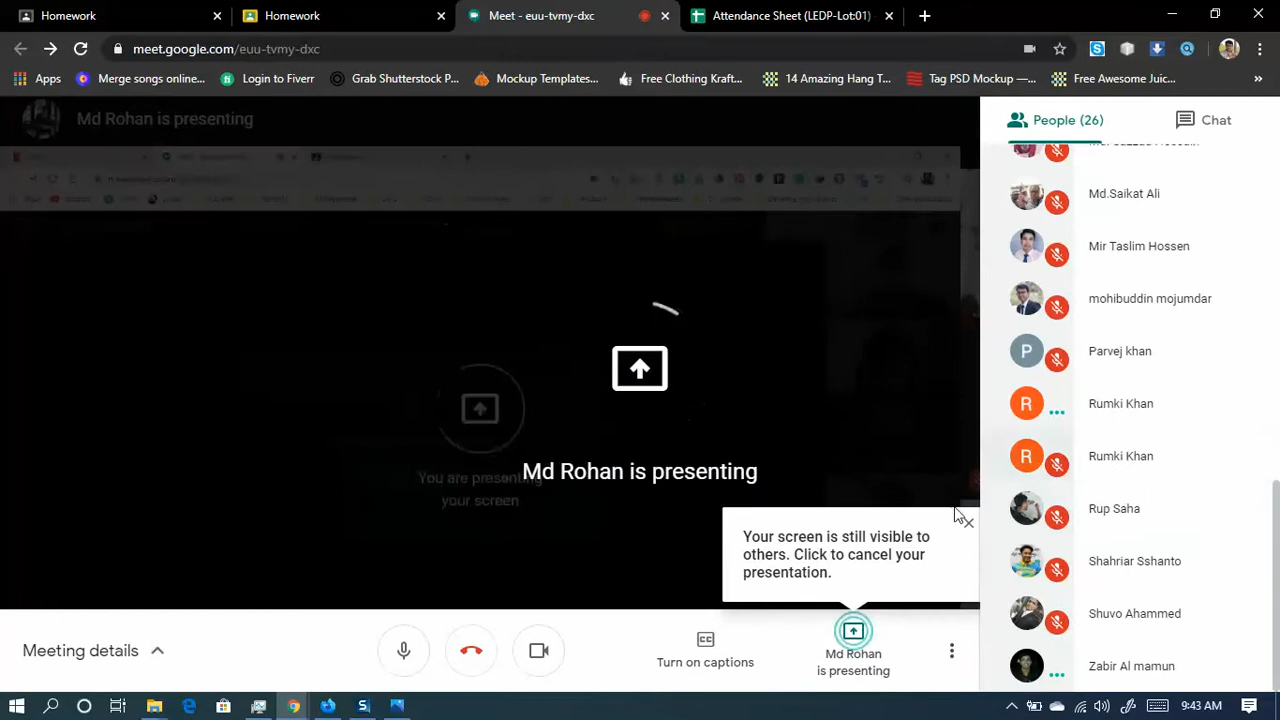 Homework
Homework
Meet - euu-tvmy-dxc
Attendance Sheet (LEDP-Lot01)
meet.google.com/euu-tvmy-dxc
Apps
Merge songs online...
Login to Fiverr
Grab Shutterstock P...
Mockup Templates...
Free Clothing Kraft...
14 Amazing Hang T...
Tag PSD Mockup —...
Free Awesome Juic...
»
Md Rohan is presenting
People (26)
Chat
Md.Saikat Ali
Mir Taslim Hossen
mohibuddin mojumdar
P
Parvej khan
R
Rumki Khan
R
Rumki Khan
Rup Saha
Shahriar Sshanto
Shuvo Ahammed
Zabir Al mamun
You are presenting
your screen
Md Rohan is presenting
Your screen is still visible to
others. Click to cancel your
presentation.
Meeting details
Turn on captions
Md Rohan
is presenting
9:43 AM